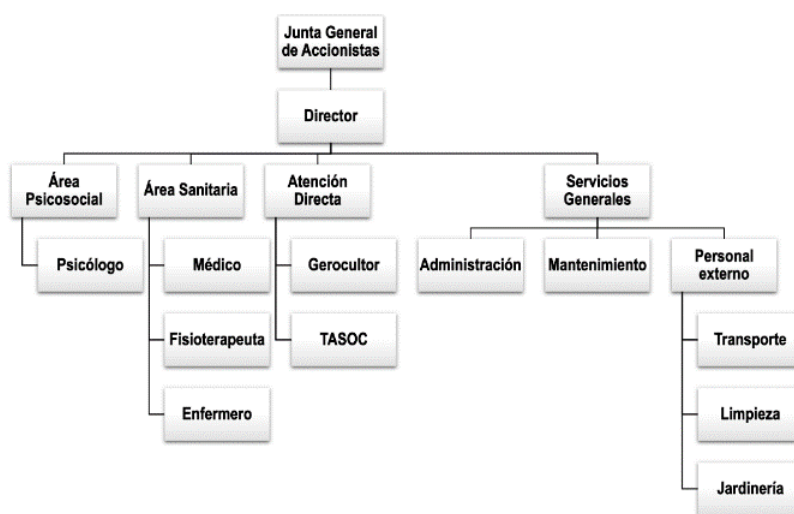 Junta General
de Accionistas
Director
Área
Psicosocial
Área Sanitaria
Atención
Directa
Servicios
Generales
Psicólogo
Médico
Gerocultor
Administración
Mantenimiento
Personal
externo
Fisioterapeuta
TASOC
Transporte
Enfermero
Limpieza
Jardinería